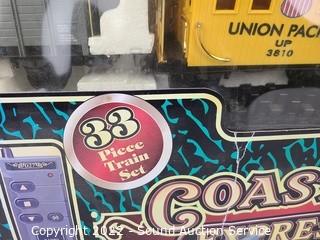 UNION PACI
UP
3810
33
Piece
Train
Set
COAS
Copyright 2022 - Sound Auction Service